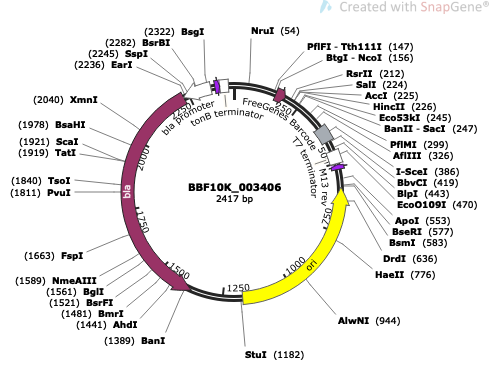 Created with SnapGene®
(2322) BsgI
(2282) BsrBI
(2245) SspI
(2236) EarI
(2040) XmnI
(1978) BsaHI
(1921) ScaI
(1919) TatI
(1840) TsoI
(1811) PvuI
(1663) FspI
(1589) NmeAIII
(1561) BglI
(1521) BsrFI
(1481) BmrI
(1441) AhdI
(1389) BanI
NruI (54)
PflFI - Tth111I (147)
BtgI - NcoI (156)
RsrII (212)
SalI (224)
AccI (225)
HincII (226)
Eco53kI (245)
BanII - SacI (247)
PflMI (299)
AflIII (326)
I-SceI (386)
BbvCI (419)
BlpI (443)
EcoO109I (470)
ApoI (553)
BseRI (577)
BsmI (583)
DrdI (636)
HaeII (776)
AlwNI (944)
StuI (1182)
bla promoter
tonB terminator
FreeGenes Barcode
T7 terminator
M13 rev
bla
ori
250
750
1000
1250
1500
1750
2000
2250
BBF10K_003406
2417 bp